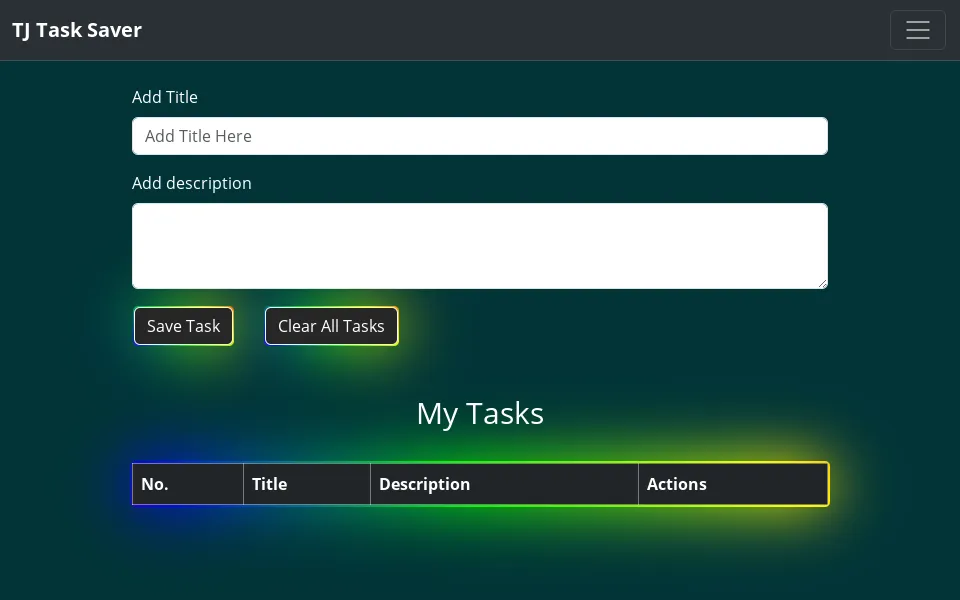 TJ Task Saver
Add Title
Add Title Here
Add description
Save Task Clear All Tasks
My Tasks
No. Title Description Actions